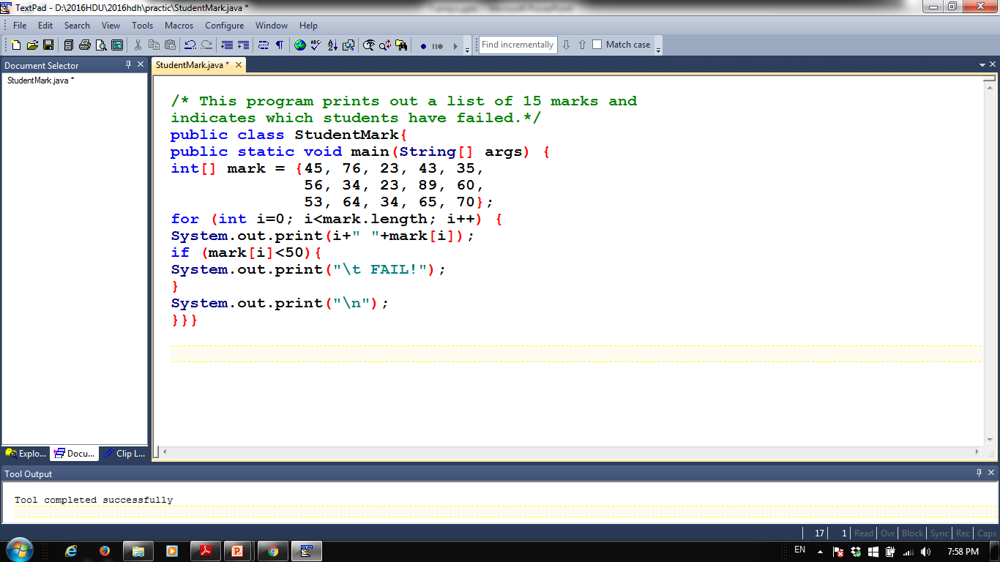 TextPad - D:\2016HDU\2016hdh\practic\StudentMark.java *
File Edit Search View Tools Macros Configure Window Help
Find incrementally Match case
Document Selector
StudentMark.java *
StudentMark.java *
/* This program prints out a list of 15 marks and
indicates which students have failed.*/
public class StudentMark{
public static void main(String[] args) {
int[] mark = {45, 76, 23, 43, 35,
56, 34, 23, 89, 60,
53, 64, 34, 65, 70};
for (int i=0; i<mark.length; i++) {
System.out.print(i+" "+mark[i]);
if (mark[i]<50){
System.out.print("\t FAIL!");
}
System.out.print("\n");
}}}
Explo... Docu... Clip L...
Tool Output
Tool completed successfully
17 1 Read Ovr Block Sync Rec Caps
EN 7:58 PM